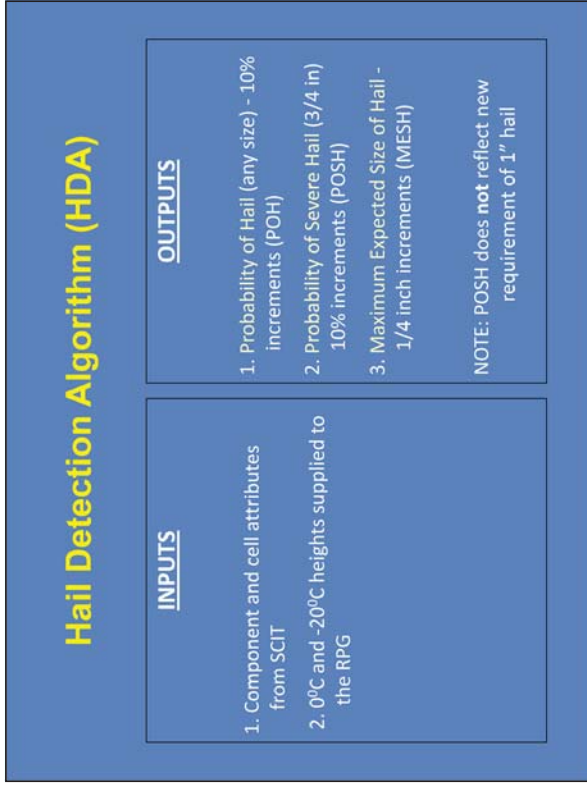 Hail Detection Algorithm (HDA)
INPUTS
1. Component and cell attributes
from SCIT
2. 0⁰C and -20⁰C heights supplied to
the RPG
OUTPUTS
1. Probability of Hail (any size) - 10%
increments (POH)
2. Probability of Severe Hail (3/4 in)
10% increments (POSH)
3. Maximum Expected Size of Hail -
1/4 inch increments (MESH)
NOTE: POSH does not reflect new
requirement of 1” hail